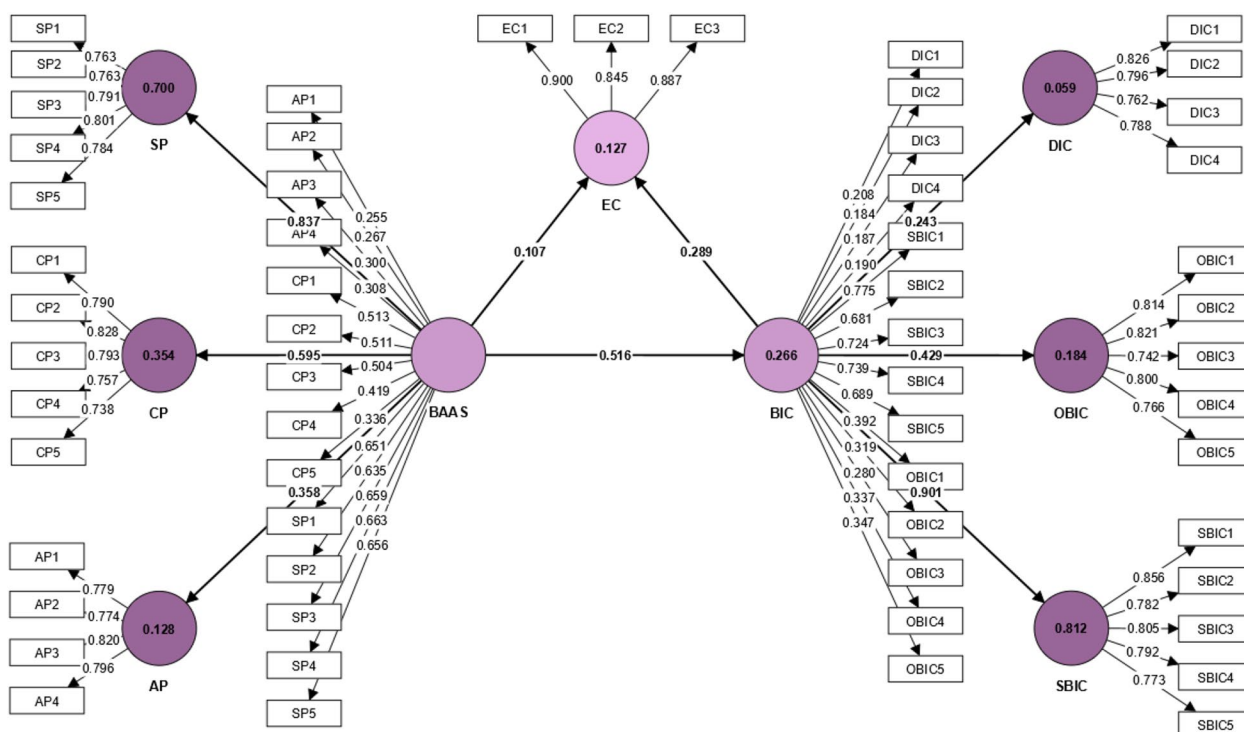 SP1
SP2
SP3
SP4
SP5
0.763
0.763
0.791
0.801
0.784
0.700
SP
CP1
CP2
CP3
CP4
CP5
0.790
0.828
0.793
0.757
0.738
0.354
CP
AP1
AP2
AP3
AP4
0.779
0.774
0.820
0.796
0.128
AP
0.837
0.595
0.358
AP1
AP2
AP3
AP4
CP1
CP2
CP3
CP4
CP5
SP1
SP2
SP3
SP4
SP5
0.255
0.267
0.300
0.308
0.513
0.511
0.504
0.419
0.336
0.651
0.635
0.659
0.663
0.656
BAAS
EC1
EC2
EC3
0.900
0.845
0.887
0.127
EC
0.107
0.289
0.516
0.266
BIC
0.208
0.184
0.187
0.190
0.775
0.681
0.724
0.739
0.689
0.392
0.319
0.280
0.337
0.347
DIC1
DIC2
DIC3
DIC4
SBIC1
SBIC2
SBIC3
SBIC4
SBIC5
OBIC1
OBIC2
OBIC3
OBIC4
OBIC5
0.243
0.429
0.901
0.059
DIC
0.826
0.796
0.762
0.788
DIC1
DIC2
DIC3
DIC4
0.184
OBIC
0.814
0.821
0.742
0.800
0.766
OBIC1
OBIC2
OBIC3
OBIC4
OBIC5
0.812
SBIC
0.856
0.782
0.805
0.792
0.773
SBIC1
SBIC2
SBIC3
SBIC4
SBIC5